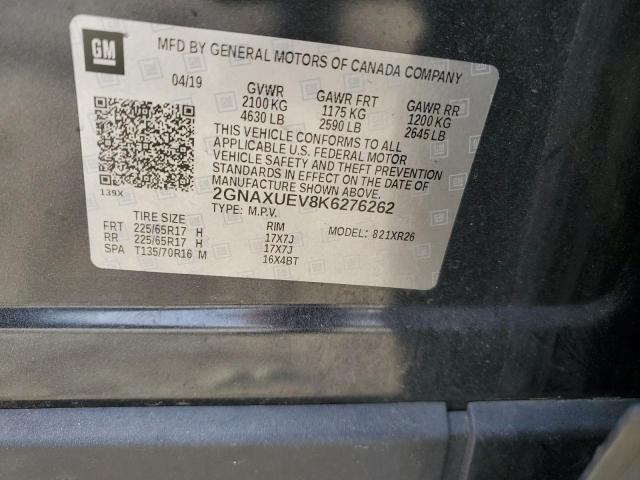 GM
MFD BY GENERAL MOTORS OF CANADA COMPANY
04/19 GVWR GAWR FRT GAWR RR
2100 KG 1175 KG 1200 KG
4630 LB 2590 LB 2645 LB
THIS VEHICLE CONFORMS TO ALL
APPLICABLE U.S. FEDERAL MOTOR
VEHICLE SAFETY AND THEFT PREVENTION
STANDARDS IN EFFECT ON THE DATE OF
MANUFACTURE SHOWN ABOVE.
139X 2GNAXUEV8K6276262
TYPE: M.P.V. MODEL: 821XR26
TIRE SIZE RIM
FRT 225/65R17 H 17X7J
RR 225/65R17 H 17X7J
SPA T135/70R16 M 16X4BT